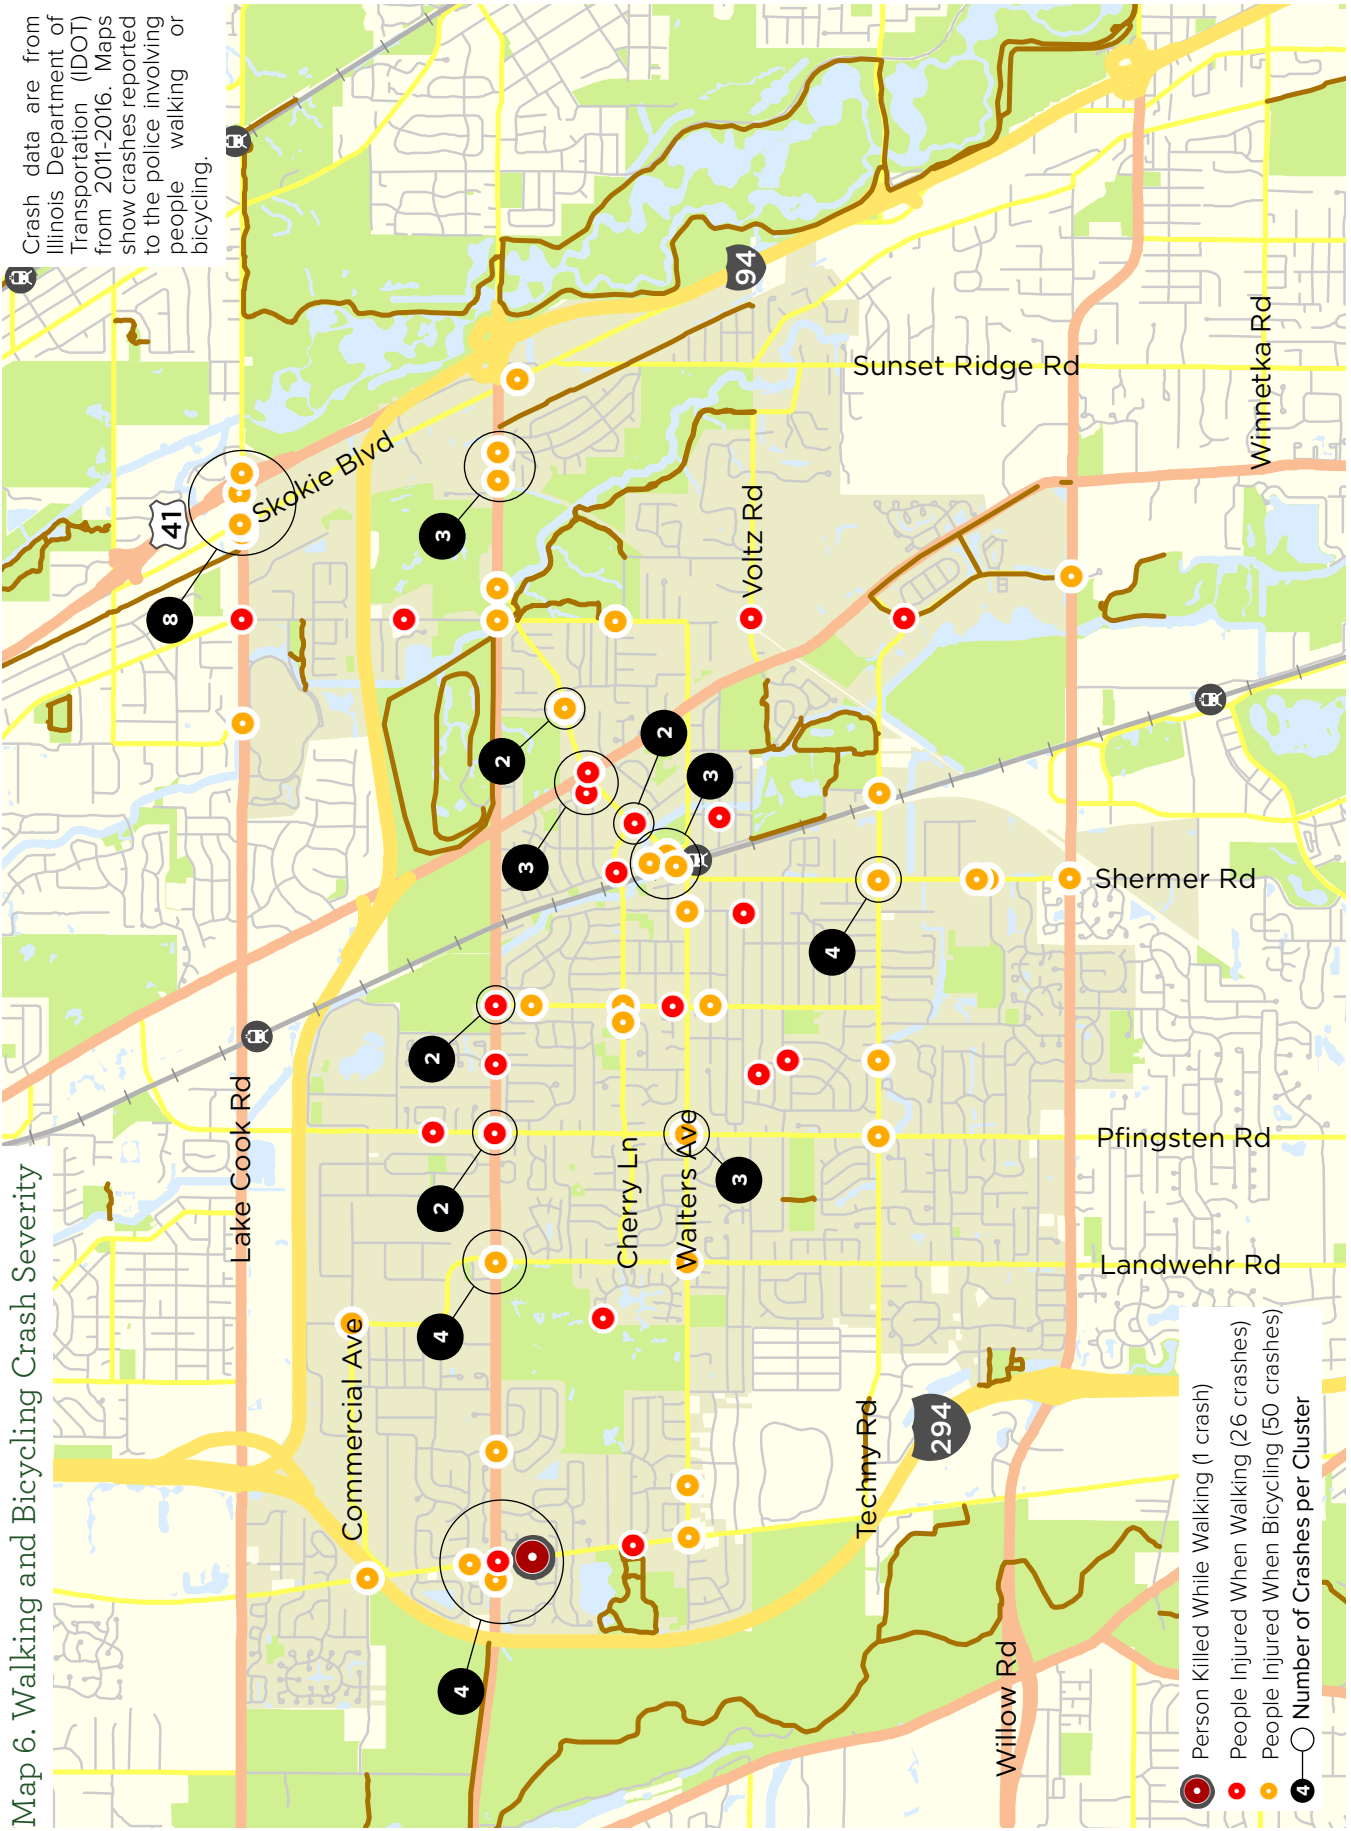 Map 6. Walking and Bicycling Crash Severity
Crash data are from
Illinois Department of
Transportation (IDOT)
from 2011-2016. Maps
show crashes reported
to the police involving
people walking or
bicycling.
Lake Cook Rd
Skokie Blvd
41
8
3
94
Sunset Ridge Rd
Winnetka Rd
Voltz Rd
2
2
3
3
4
Shermer Rd
2
2
3
Pfingsten Rd
Cherry Ln
Walters Ave
Landwehr Rd
4
Commercial Ave
Techny Rd
294
4
Willow Rd
Person Killed While Walking (1 crash)
People Injured When Walking (26 crashes)
People Injured When Bicycling (50 crashes)
4 Number of Crashes per Cluster